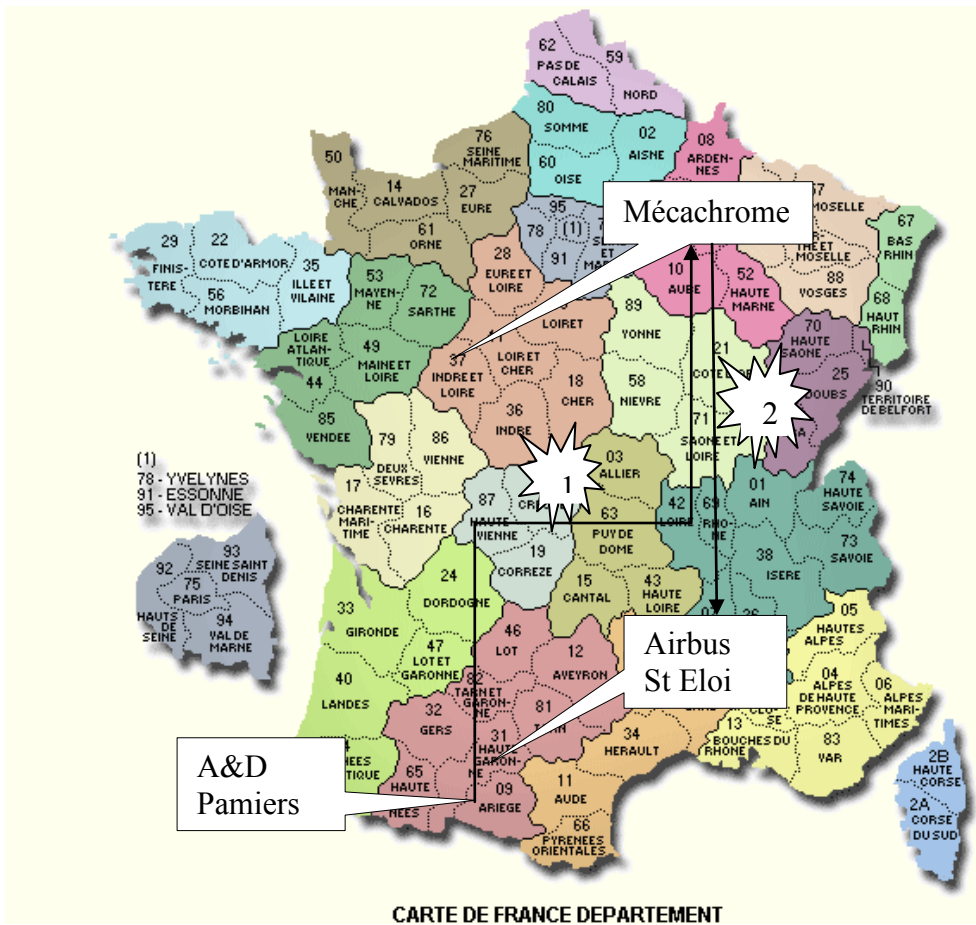 62
PAS DE
CALAIS
59
NORD
80
SOMME
02
AISNE
60
OISE
08
ARDEN-
NES
76
SEINE
MARITIME
27
EURE
50
MAN-
CHE
14
CALVADOS
61
ORNE
95
78
(1)
91
Mécachrome
MOSELLE
MOSELLE
88
VOSGES
67
BAS
RHIN
68
HAUT
RHIN
29
FINIS-
TERE
22
COTE D'ARMOR
56
MORBIHAN
35
ILLE ET
VILAINE
53
MAYEN-
NE
72
SARTHE
28
EURE ET
LOIRE
LOIRET
10
AUBE
52
HAUTE
MARNE
89
YONNE
21
70
HAUTE
SAONE
25
DOUBS
90
TERRITOIRE
DE BELFORT
LOIRE
ATLAN-
TIQUE
44
49
MAINE ET
LOIRE
37
INDRE ET
LOIRE
LOIR ET
CHER
18
CHER
36
INDRE
58
NIEVRE
71
SAONE ET
LOIRE
2
85
VENDEE
79
DEUX
SEVRES
86
VIENNE
1
03
ALLIER
01
AIN
74
HAUTE
SAVOIE
(1)
78 - YVELYNES
91 - ESSONNE
95 - VAL D'OISE
17
CHARENTE
MARI-
TIME
16
CHARENTE
87
HAUTE
VIENNE
19
CORREZE
63
PUY DE
DOME
42
LOIRE
69
RHO-
NE
38
ISERE
73
SAVOIE
92
HAUTS
DE
SEINE
93
SEINE SAINT
DENIS
75
PARIS
94
VAL DE
MARNE
24
DORDOGNE
15
CANTAL
43
HAUTE
LOIRE
33
GIRONDE
47
LOT ET
GARONNE
46
LOT
12
AVEYRON
Airbus
St Eloi
05
HAUTES
ALPES
04
ALPES
DE HAUTE
PROVENCE
06
ALPES
MARI-
TIMES
40
LANDES
32
GERS
82
TARN ET
GARON-
NE
81
31
34
HERAULT
13
BOUCHES DU
RHÔNE
83
VAR
A&D
Pamiers
65
HAUTE
09
ARIEGE
11
AUDE
66
PYRENEES
ORIENTALES
2B
HAUTE
CORSE
2A
CORSE
DU SUD
CARTE DE FRANCE DEPARTEMENT